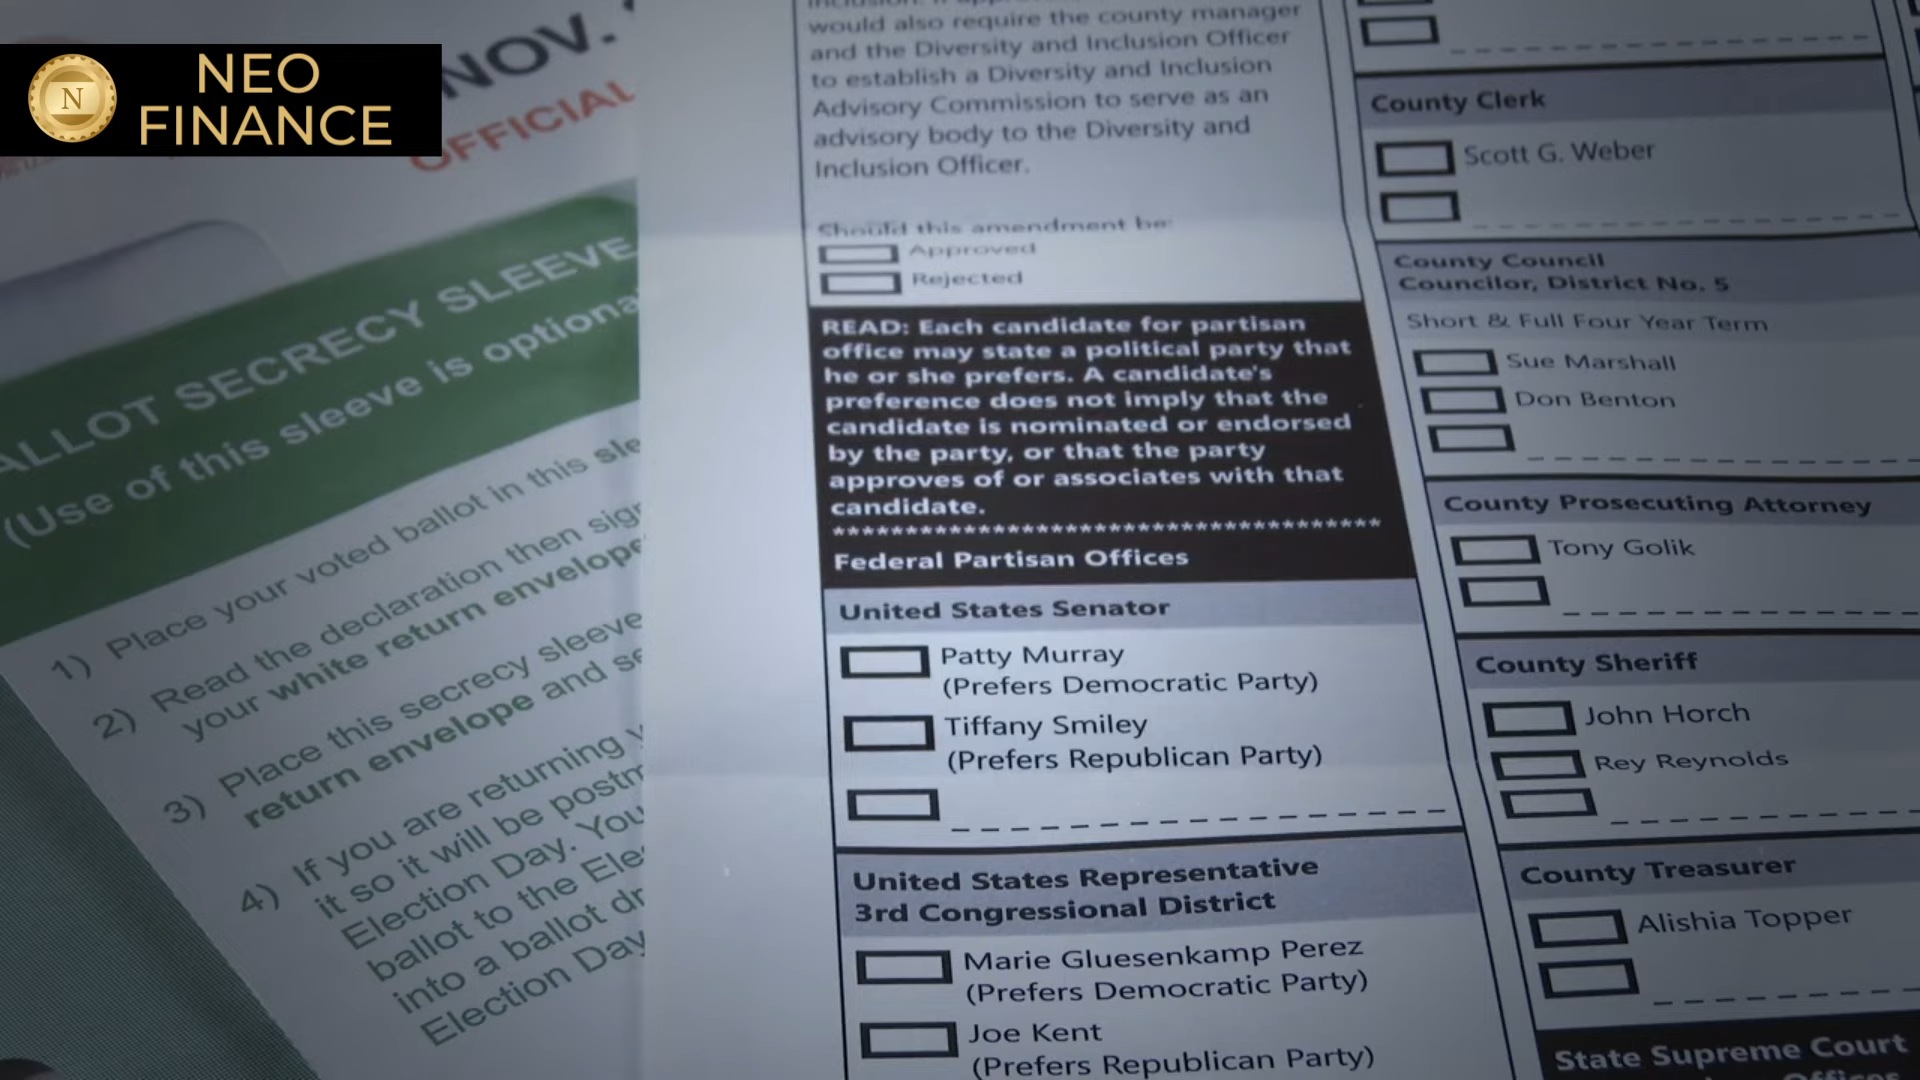 NEO
FINANCE
NOV.
OFFICIAL
ALLOT SECRECY SLEEVE
(Use of this sleeve is optiona
1) Place your voted ballot in this sle
2) Read the declaration then sign
your white return envelope
3) Place this secrecy sleeve
return envelope and se
4) If you are returning y
it so it will be postm
Election Day. You
ballot to the Ele
into a ballot dr
Election Day
would also require the county manager
and the Diversity and Inclusion Officer
to establish a Diversity and Inclusion
Advisory Commission to serve as an
advisory body to the Diversity and
Inclusion Officer.
Should this amendment be:
Approved
Rejected
READ: Each candidate for partisan
office may state a political party that
he or she prefers. A candidate's
preference does not imply that the
candidate is nominated or endorsed
by the party, or that the party
approves of or associates with that
candidate.
**************************************
Federal Partisan Offices
United States Senator
Patty Murray
(Prefers Democratic Party)
Tiffany Smiley
(Prefers Republican Party)
United States Representative
3rd Congressional District
Marie Gluesenkamp Perez
(Prefers Democratic Party)
Joe Kent
(Prefers Republican Party)
County Clerk
Scott G. Weber
County Council
Councilor, District No. 5
Short & Full Four Year Term
Sue Marshall
Don Benton
County Prosecuting Attorney
Tony Golik
County Sheriff
John Horch
Rey Reynolds
County Treasurer
Alishia Topper
State Supreme Court